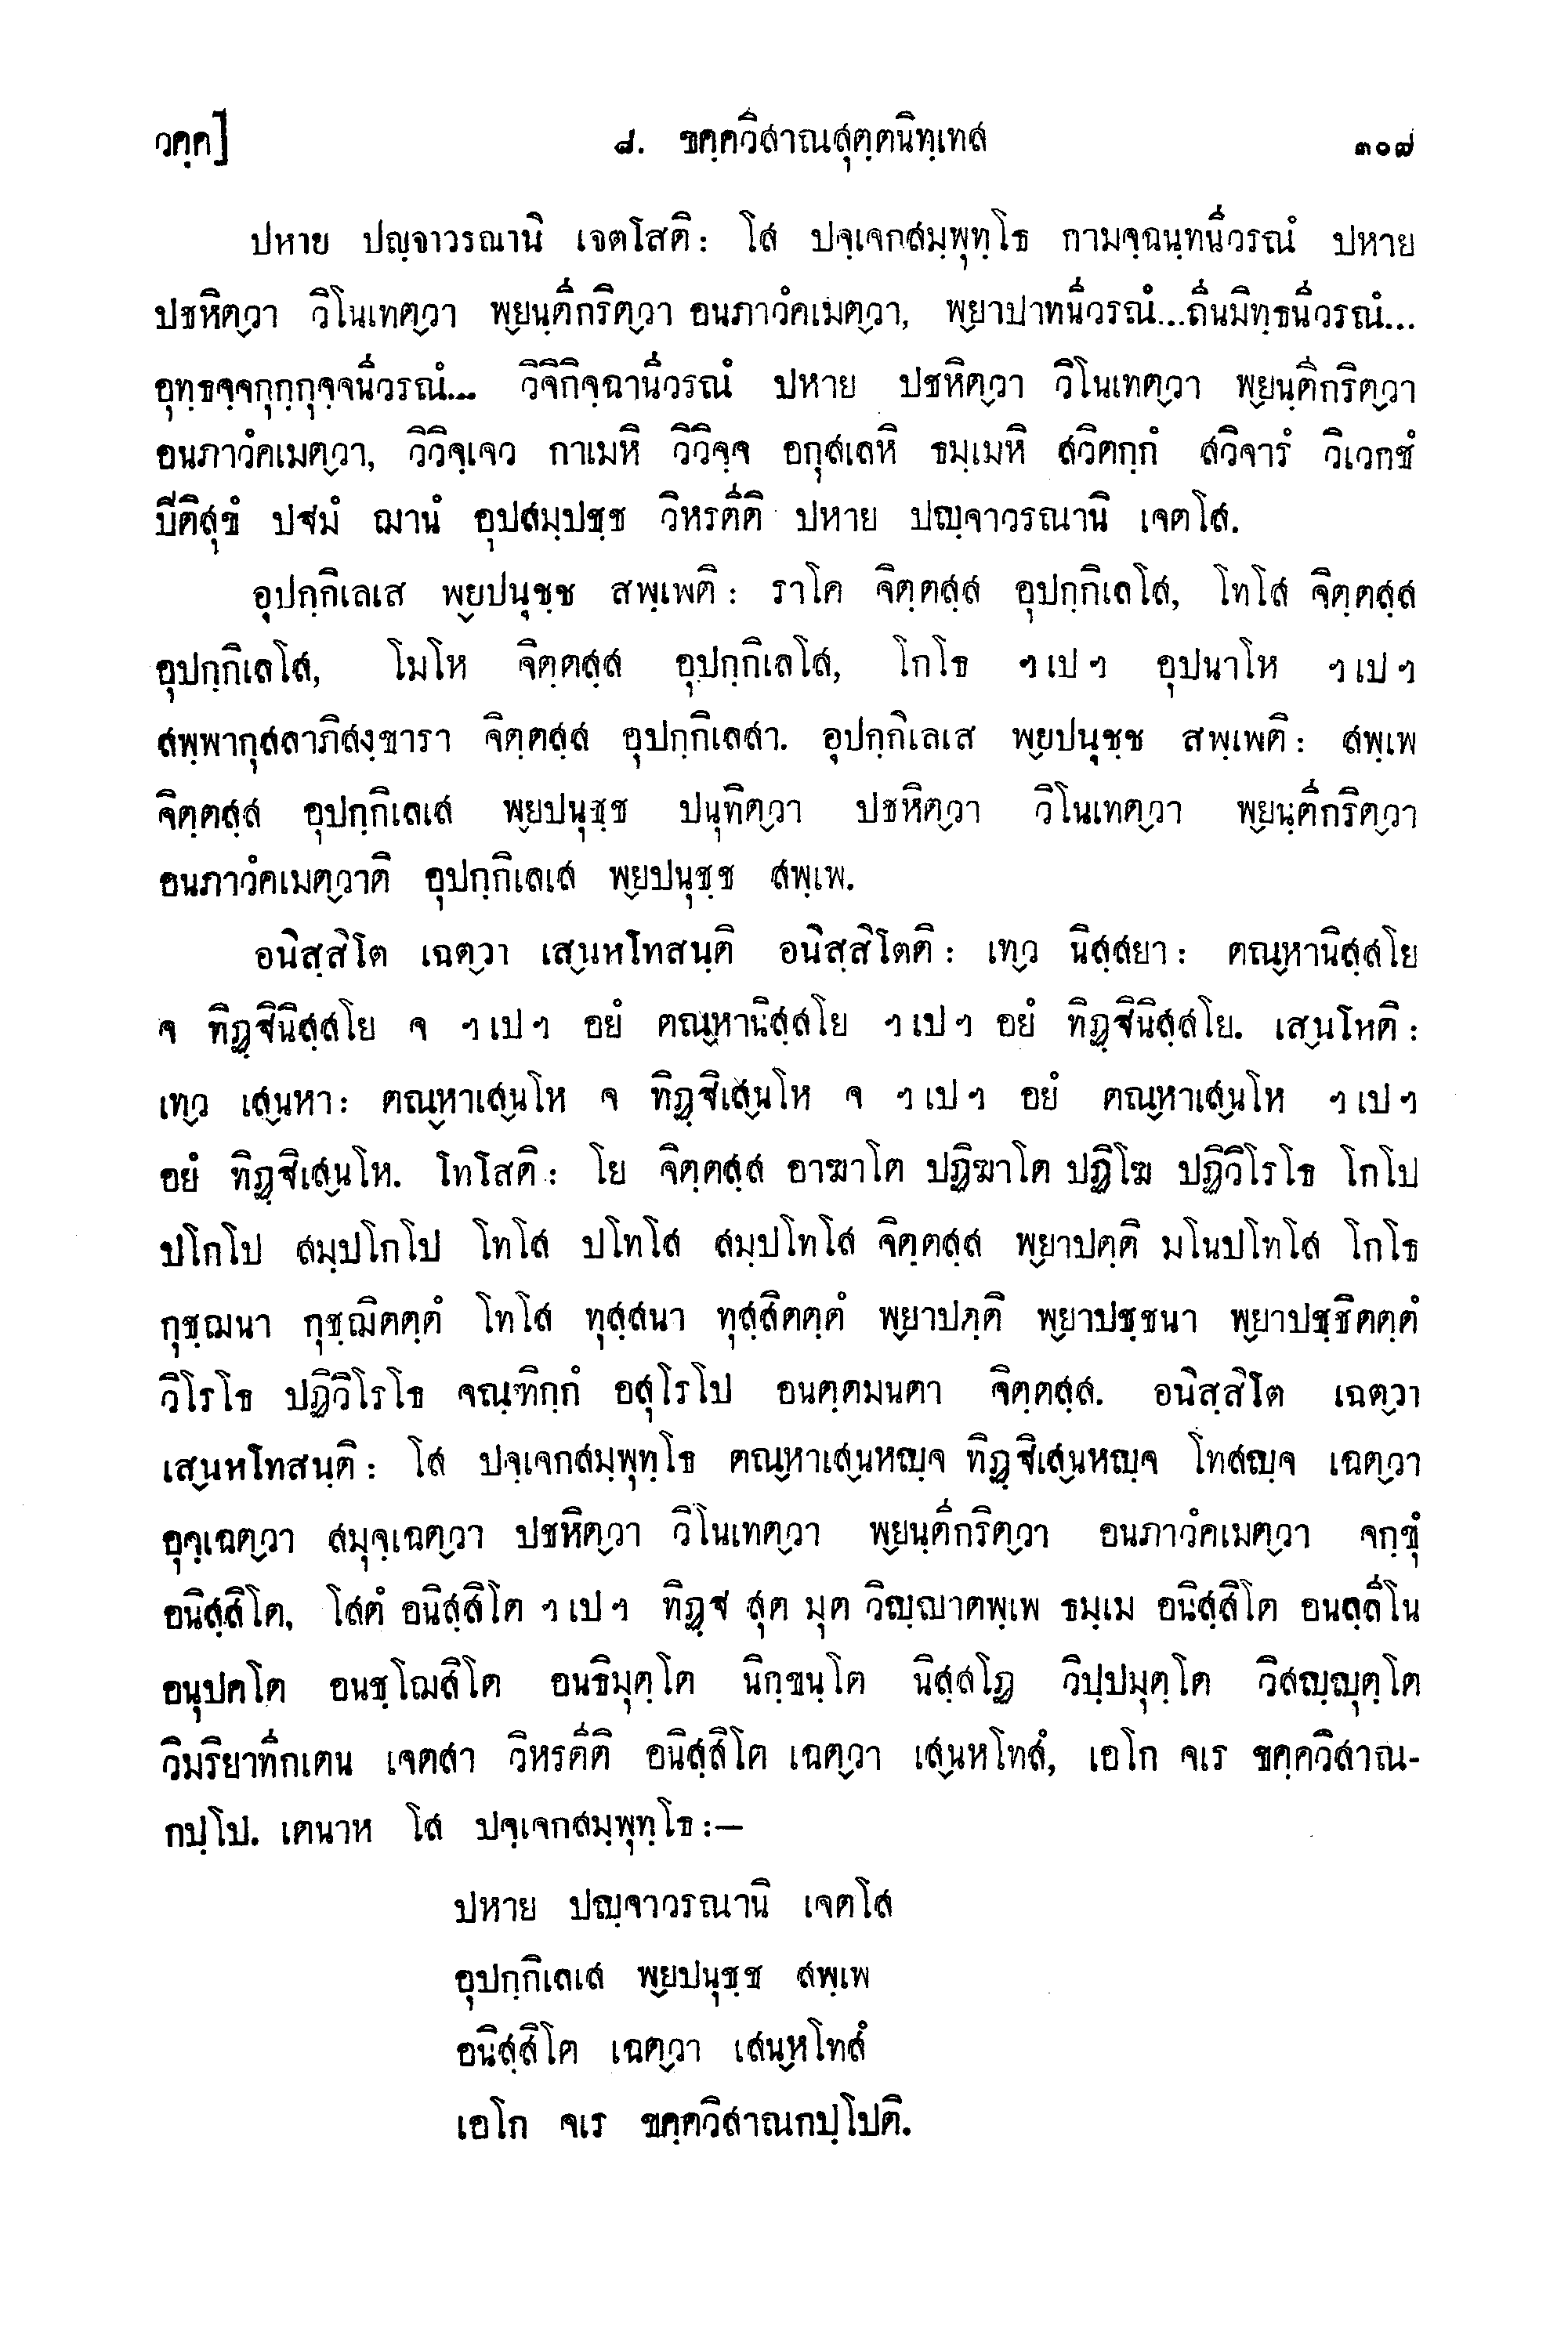 วคฺค]	๘. ขคฺควิสาณสุตฺตนิทฺเทส	๓๐๗
ปหาย ปญฺจาวรณานิ เจตโสติ : โส ปจฺเจกสมฺพุทฺโธ กามจฺฉนฺทนีวรณํ ปหาย
ปชหิตฺวา วิโนเทตฺวา พฺยนฺตีกริตฺวา อนภาวํคเมตฺวา, พฺยาปาทนีวรณํ...ถีนมิทฺธนีวรณํ...
อุทฺธจฺจกุกฺกุจฺจนีวรณํ... วิจิกิจฺฉานีวรณํ ปหาย ปชหิตฺวา วิโนเทตฺวา พฺยนฺตีกริตฺวา
อนภาวํคเมตฺวา, วิวิจฺเจว กาเมหิ วิวิจฺจ อกุสเลหิ ธมฺเมหิ สวิตกฺกํ สวิจารํ วิเวกชํ
ปีติสุขํ ปฐมํ ฌานํ อุปสมฺปชฺช วิหรตีติ ปหาย ปญฺจาวรณานิ เจตโส.
อุปกฺกิเลเส พฺยปนุชฺช สพฺเพติ : ราโค จิตฺตสฺส อุปกฺกิเลโส, โทโส จิตฺตสฺส
อุปกฺกิเลโส, โมโห จิตฺตสฺส อุปกฺกิเลโส, โกโธ ฯเปฯ อุปนาโห ฯเปฯ
สพฺพากุสลาภิสงฺขารา จิตฺตสฺส อุปกฺกิเลสา. อุปกฺกิเลเส พฺยปนุชฺช สพฺเพติ : สพฺเพ
จิตฺตสฺส อุปกฺกิเลเส พฺยปนุชฺช ปนุทิตฺวา ปชหิตฺวา วิโนเทตฺวา พฺยนฺตีกริตฺวา
อนภาวํคเมตฺวาติ อุปกฺกิเลเส พฺยปนุชฺช สพฺเพ.
อนิสฺสิโต เฉตฺวา เสฺนหโทสนฺติ อนิสฺสิโตติ : เทฺว นิสฺสยา : ตณฺหานิสฺสโย
จ ทิฏฺฐินิสฺสโย จ ฯเปฯ อยํ ตณฺหานิสฺสโย ฯเปฯ อยํ ทิฏฺฐินิสฺสโย. เสฺนโหติ :
เทฺว เสฺนหา : ตณฺหาเสฺนโห จ ทิฏฺฐิเสฺนโห จ ฯเปฯ อยํ ตณฺหาเสฺนโห ฯเปฯ
อยํ ทิฏฺฐิเสฺนโห. โทโสติ : โย จิตฺตสฺส อาฆาโต ปฏิฆาโต ปฏิโฆ ปฏิวิโรโธ โกโป
ปโกโป สมฺปโกโป โทโส ปโทโส สมฺปโทโส จิตฺตสฺส พฺยาปตฺติ มโนปโทโส โกโธ
กุชฺฌนา กุชฺฌิตตฺตํ โทโส ทุสฺสนา ทุสฺสิตตฺตํ พฺยาปตฺติ พฺยาปชฺชนา พฺยาปชฺชิตตฺตํ
วิโรโธ ปฏิวิโรโธ จณฺฑิกฺกํ อสุโรโป อนตฺตมนตา จิตฺตสฺส. อนิสฺสิโต เฉตฺวา
เสฺนหโทสนฺติ : โส ปจฺเจกสมฺพุทฺโธ ตณฺหาเสฺนหญฺจ ทิฏฺฐิเสฺนหญฺจ โทสญฺจ เฉตฺวา
อุจฺเฉตฺวา สมุจฺเฉตฺวา ปชหิตฺวา วิโนเทตฺวา พฺยนฺตีกริตฺวา อนภาวํคเมตฺวา จกฺขุํ
อนิสฺสิโต, โสตํ อนิสฺสิโต ฯเปฯ ทิฏฺฐ สุต มุต วิญฺญาตพฺเพ ธมฺเม อนิสฺสิโต อนลฺลีโน
อนุปคโต อนชฺโฌสิโต อนธิมุตฺโต นิกฺขนฺโต นิสฺสโฏ วิปฺปมุตฺโต วิสญฺญุตฺโต
วิมริยาทีกเตน เจตสา วิหรตีติ อนิสฺสิโต เฉตฺวา เสฺนหโทสํ, เอโก จเร ขคฺควิสาณ-
กปฺโป. เตนาห โส ปจฺเจกสมฺพุทฺโธ :—
ปหาย ปญฺจาวรณานิ เจตโส
อุปกฺกิเลเส พฺยปนุชฺช สพฺเพ
อนิสฺสิโต เฉตฺวา เสนฺหโทสํ
เอโก จเร ขคฺควิสาณกปฺโปติ.